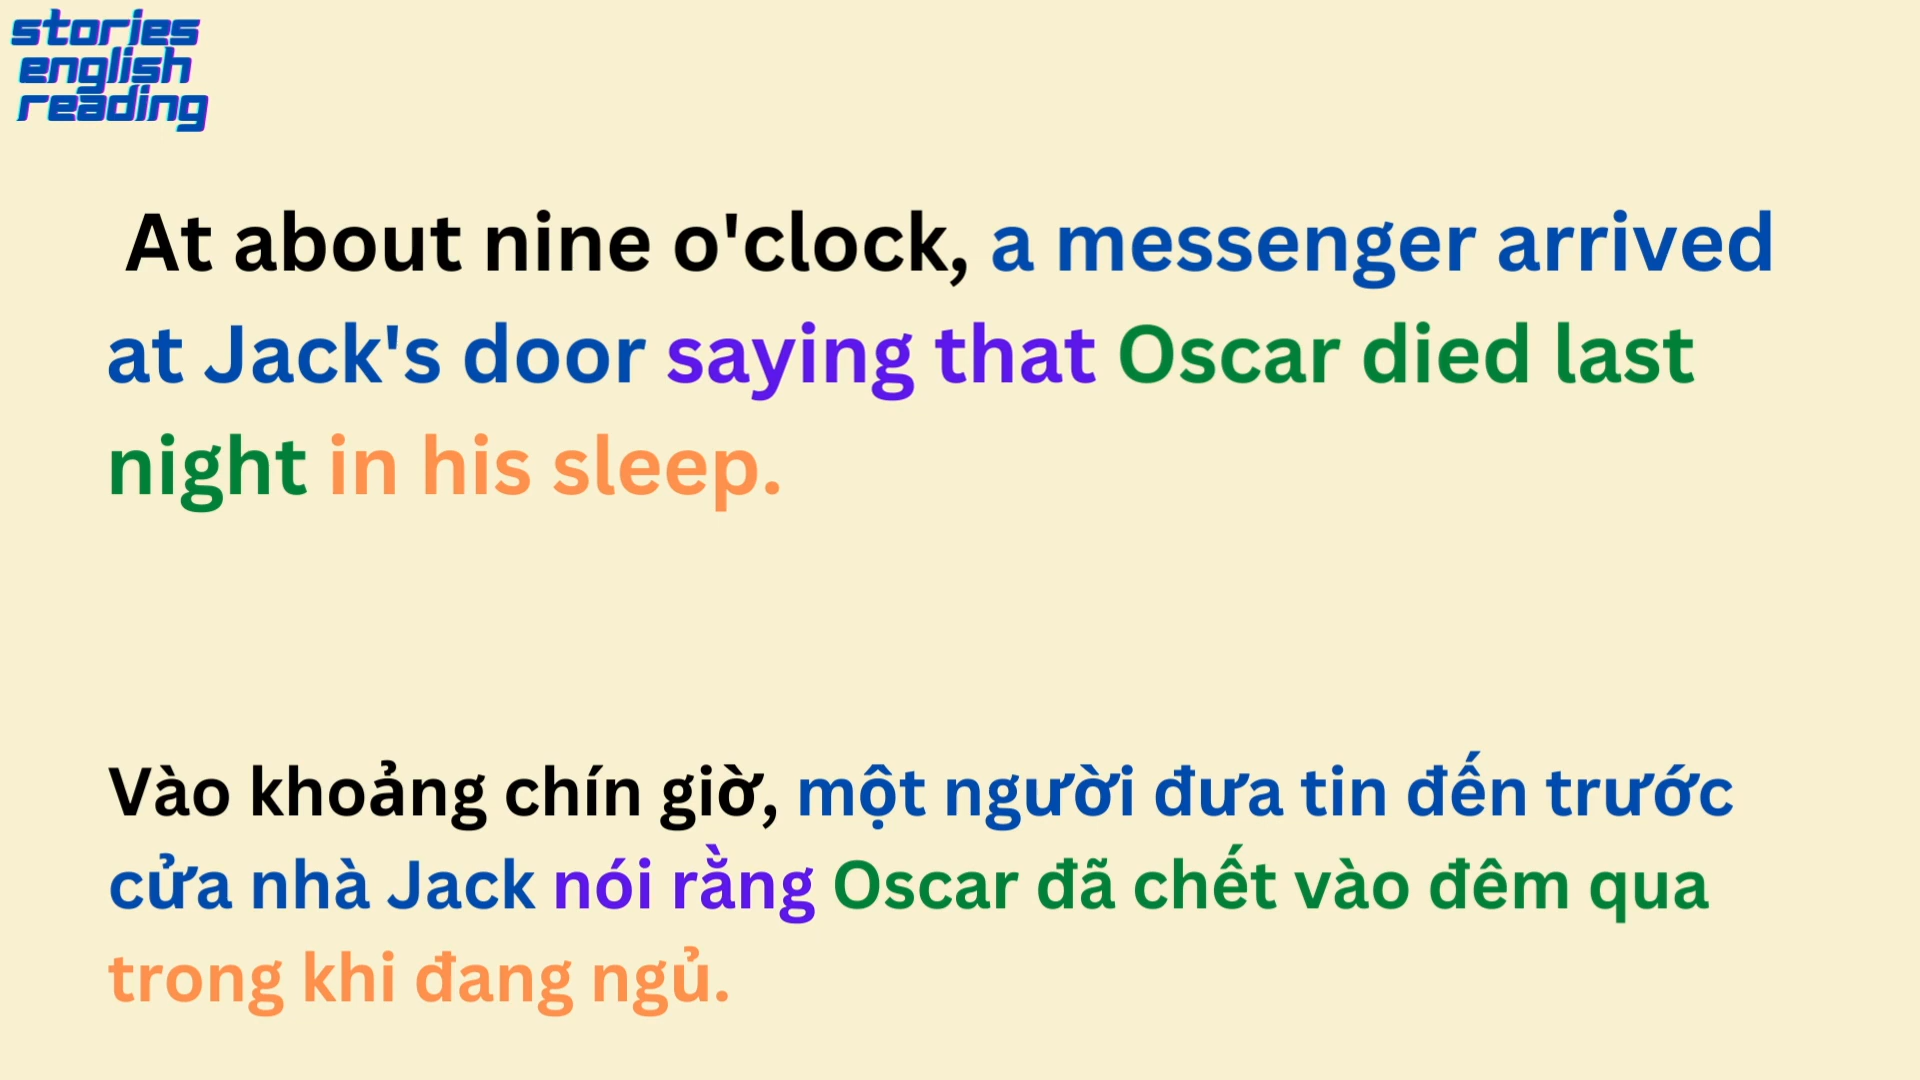 stories
english
reading
At about nine o'clock, a messenger arrived
at Jack's door saying that Oscar died last
night in his sleep.
Vào khoảng chín giờ, một người đưa tin đến trước
cửa nhà Jack nói rằng Oscar đã chết vào đêm qua
trong khi đang ngủ.